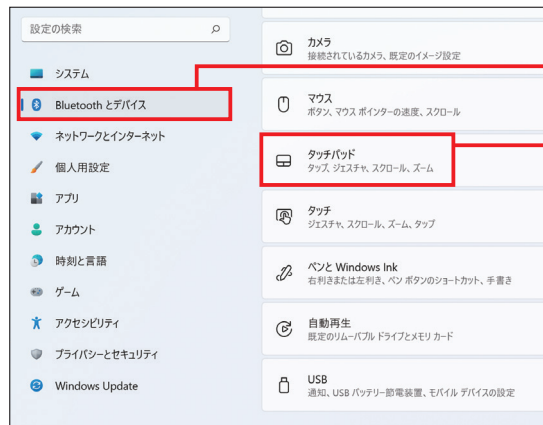 設定の検索
システム
Bluetooth とデバイス
ネットワークとインターネット
個人用設定
アプリ
アカウント
時刻と言語
ゲーム
アクセシビリティ
プライバシーとセキュリティ
Windows Update
カメラ
接続されているカメラ、既定のイメージ設定
マウス
ボタン、マウス ポインターの速度、スクロール
タッチパッド
タップ、ジェスチャ、スクロール、ズーム
タッチ
ジェスチャ、スクロール、ズーム、タップ
ペンと Windows Ink
右利きまたは左利き、ペン ボタンのショートカット、手書き
自動再生
既定のリムーバブル ドライブとメモリ カード
USB
通知、USB バッテリー節電装置、モバイル デバイスの設定